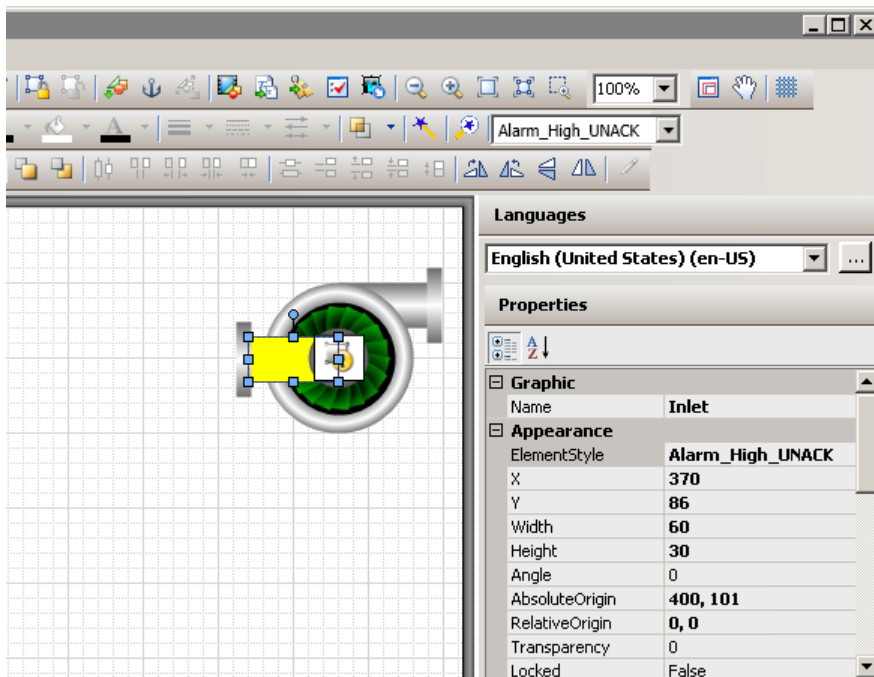 100%
Alarm_High_UNACK
Languages
English (United States) (en-US)
...
Properties
Graphic
Name Inlet
Appearance
ElementStyle Alarm_High_UNACK
X 370
Y 86
Width 60
Height 30
Angle 0
AbsoluteOrigin 400, 101
RelativeOrigin 0, 0
Transparency 0
Locked False